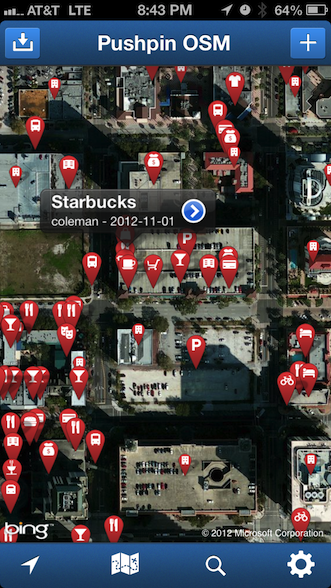 AT&T LTE 8:43 PM 64%
Pushpin OSM
Starbucks
coleman - 2012-11-01
P
P
bing
© 2012 Microsoft Corporation